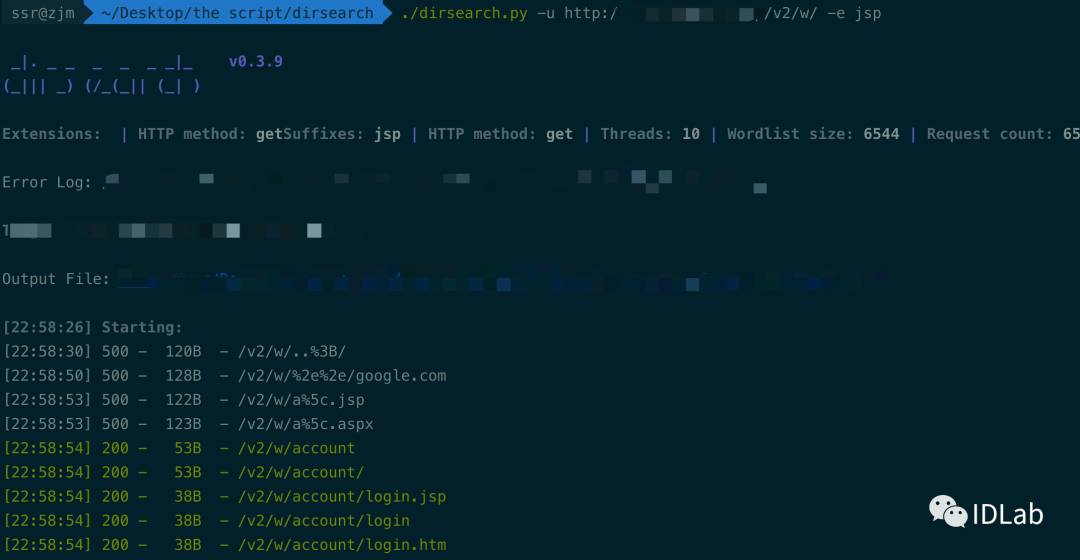 ssr@zjm ~/Desktop/the script/dirsearch ./dirsearch.py -u http:/ /v2/w/ -e jsp
_|. _ _  _  _  _ _|_    v0.3.9
(_||| _) (/_(_|| (_| )
Extensions:  | HTTP method: getSuffixes: jsp | HTTP method: get | Threads: 10 | Wordlist size: 6544 | Request count: 65
Error Log:
Output File:
[22:58:26] Starting:
[22:58:30] 500 -  120B  - /v2/w/..%3B/
[22:58:50] 500 -  128B  - /v2/w/%2e%2e/google.com
[22:58:53] 500 -  122B  - /v2/w/a%5c.jsp
[22:58:53] 500 -  123B  - /v2/w/a%5c.aspx
[22:58:54] 200 -   53B  - /v2/w/account
[22:58:54] 200 -   53B  - /v2/w/account/
[22:58:54] 200 -   38B  - /v2/w/account/login.jsp
[22:58:54] 200 -   38B  - /v2/w/account/login
[22:58:54] 200 -   38B  - /v2/w/account/login.htm
IDLab